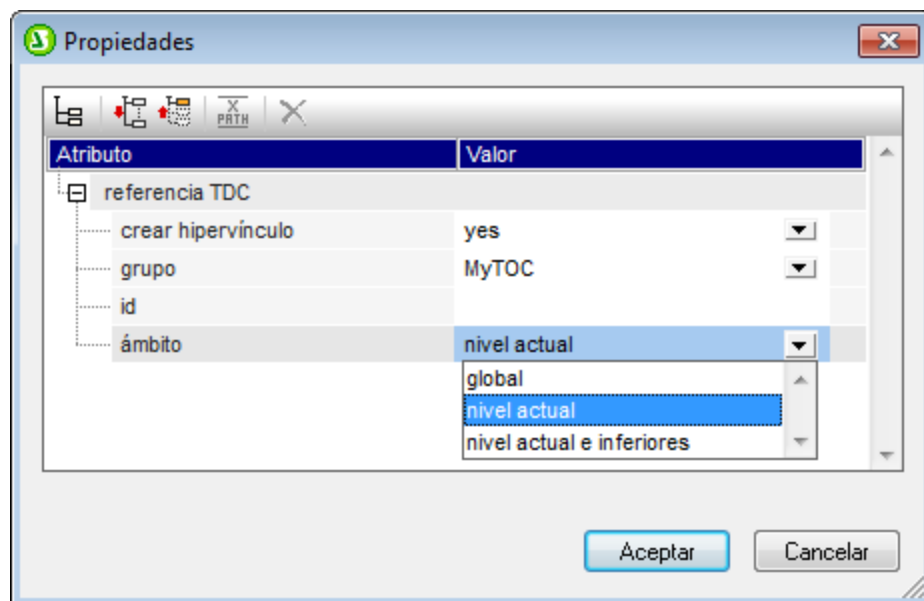 Propiedades
X
PATH
Atributo Valor
referencia TDC
crear hipervínculo yes
grupo MyTOC
id
ámbito nivel actual
global
nivel actual
nivel actual e inferiores
Aceptar Cancelar